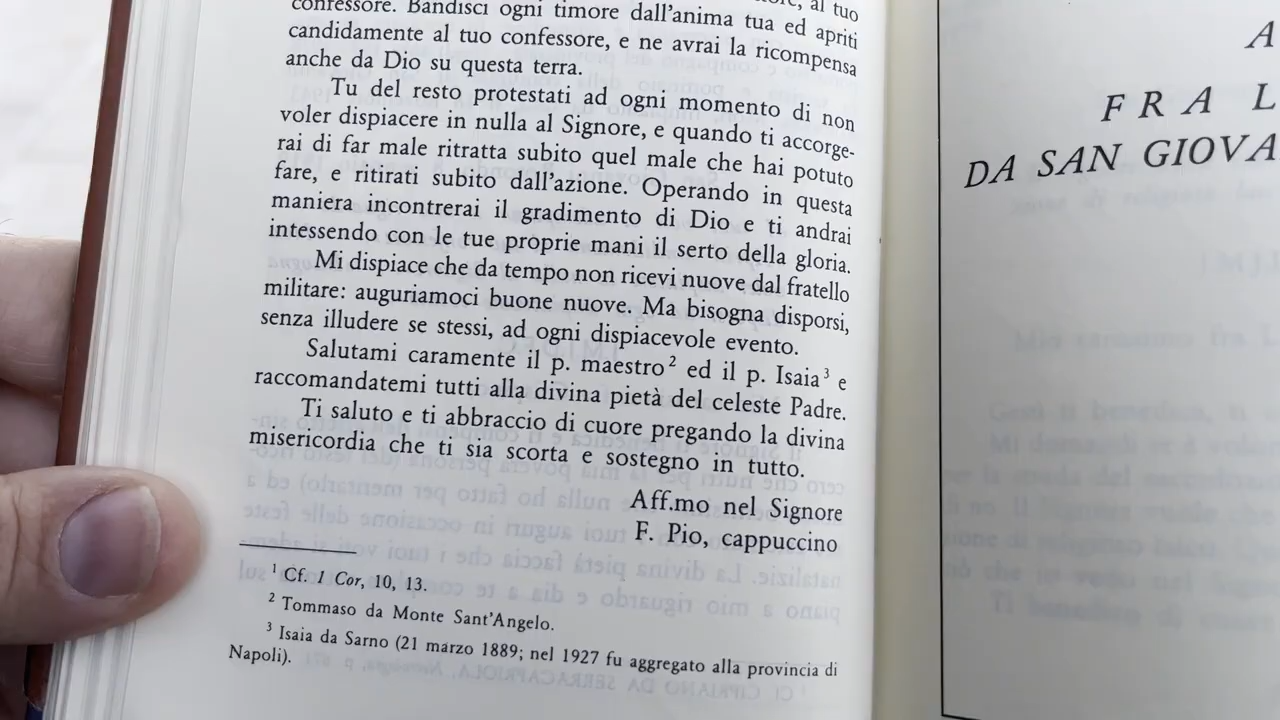 confessore. Bandisci ogni timore dall'anima tua ed apriti
candidamente al tuo confessore, e ne avrai la ricompensa
anche da Dio su questa terra.
Tu del resto protestati ad ogni momento di non
voler dispiacere in nulla al Signore, e quando ti accorge-
rai di far male ritratta subito quel male che hai potuto
fare, e ritirati subito dall'azione. Operando in questa
maniera incontrerai il gradimento di Dio e ti andrai
intessendo con le tue proprie mani il serto della gloria.
Mi dispiace che da tempo non ricevi nuove dal fratello
militare: auguriamoci buone nuove. Ma bisogna disporsi,
senza illudere se stessi, ad ogni dispiacevole evento.
Salutami caramente il p. maestro² ed il p. Isaia³ e
raccomandatemi tutti alla divina pietà del celeste Padre.
Ti saluto e ti abbraccio di cuore pregando la divina
misericordia che ti sia scorta e sostegno in tutto.
Aff.mo nel Signore
F. Pio, cappuccino
¹ Cf. 1 Cor, 10, 13.
² Tommaso da Monte Sant'Angelo.
³ Isaia da Sarno (21 marzo 1889; nel 1927 fu aggregato alla provincia di
Napoli).
A
FRA L
DA SAN GIOVA